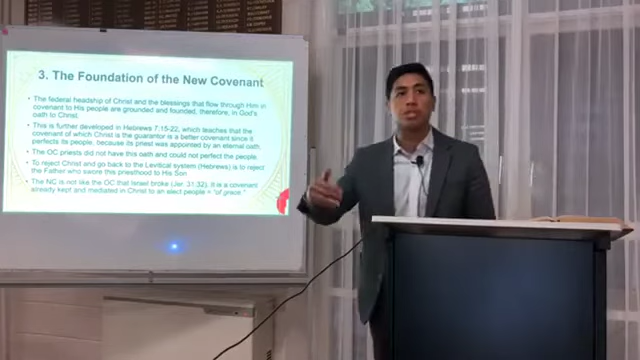 3. The Foundation of the New Covenant
• The federal headship of Christ and the blessings that flow through Him in
covenant to His people are grounded and founded, therefore, in God's
oath to Christ.
• This is further developed in Hebrews 7.15-22, which teaches that the
covenant of which Christ is the guarantor is a better covenant since it
perfects its people, because its priest was appointed by an eternal oath.
• The OC priests did not have this oath and could not perfect the people.
• To reject Christ and go back to the Levitical system (Hebrews) is to reject
the Father who swore this priesthood to His Son
• The NC is not like the OC that Israel broke (Jer. 31:32). It is a covenant
already kept and mediated in Christ to an elect people = "of grace."